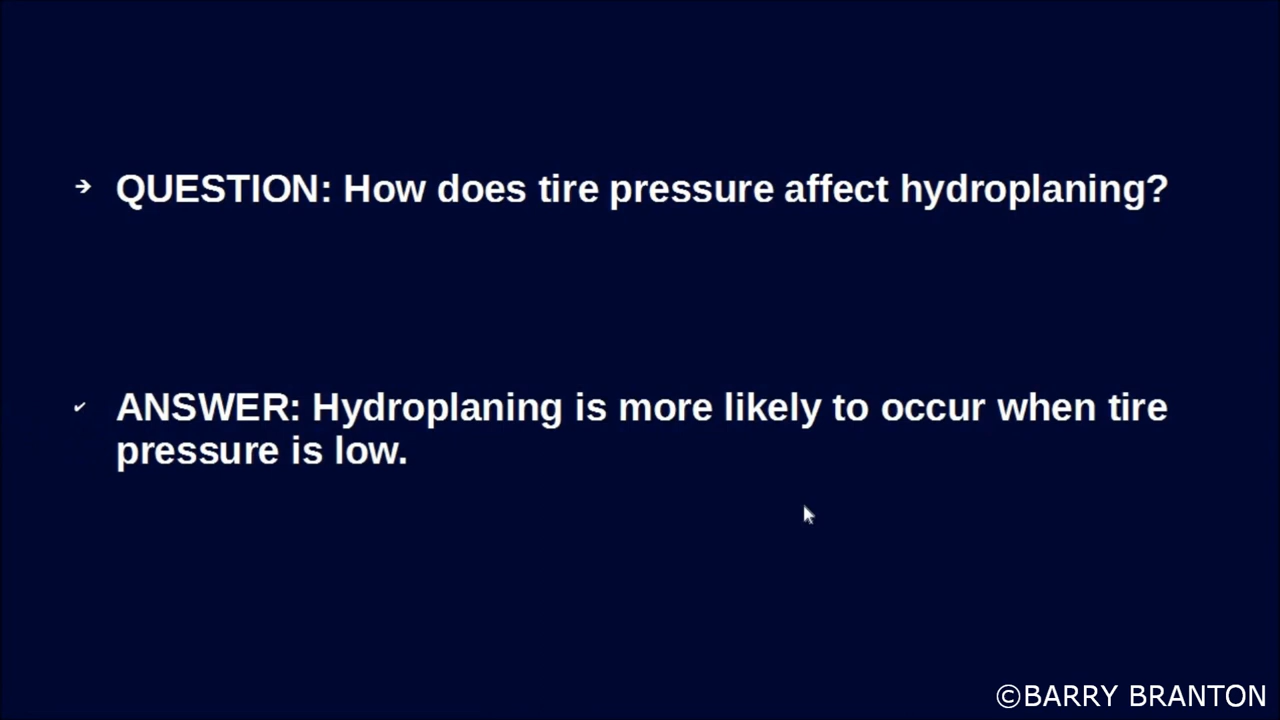 ➔ QUESTION: How does tire pressure affect hydroplaning?
✔ ANSWER: Hydroplaning is more likely to occur when tire
pressure is low.
©BARRY BRANTON